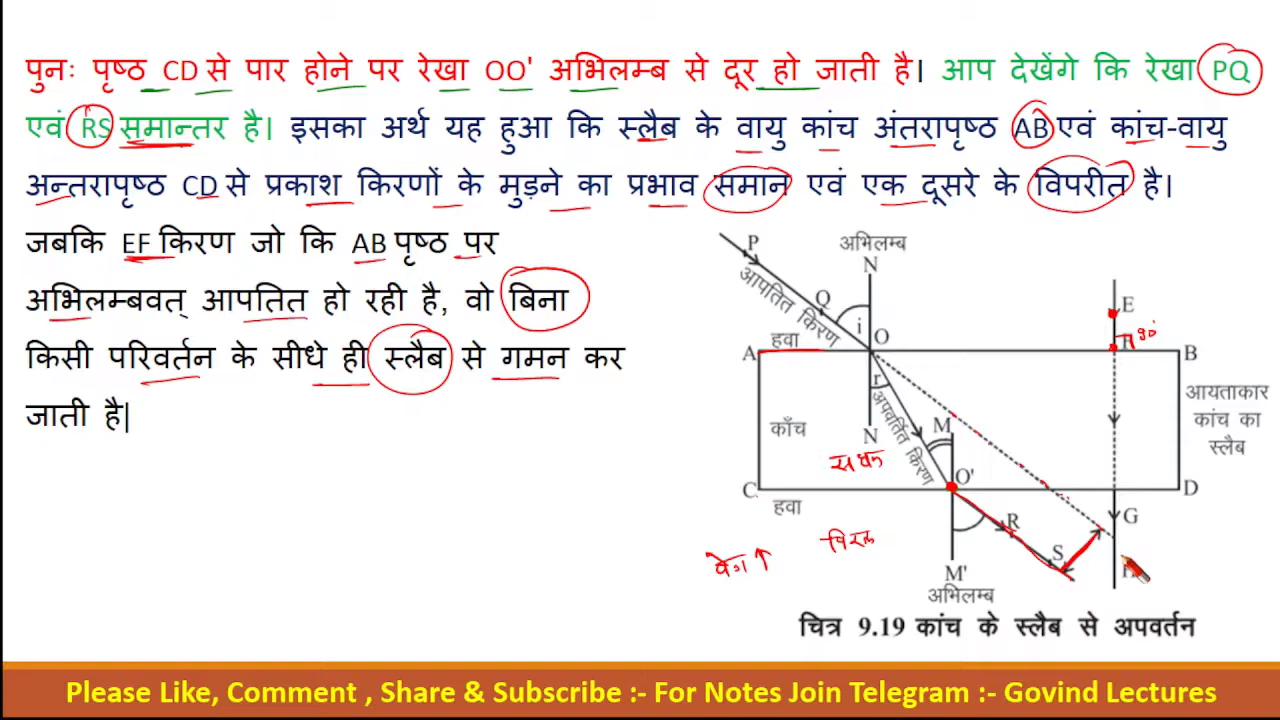 पुनः पृष्ठ CD से पार होने पर रेखा OO' अभिलम्ब से दूर हो जाती है। आप देखेंगे कि रेखा PQ
एवं RS समान्तर है। इसका अर्थ यह हुआ कि स्लैब के वायु कांच अंतरापृष्ठ AB एवं कांच-वायु
अन्तरापृष्ठ CD से प्रकाश किरणों के मुड़ने का प्रभाव समान एवं एक दूसरे के विपरीत है।
जबकि EF किरण जो कि AB पृष्ठ पर
अभिलम्बवत् आपतित हो रही है, वो बिना
किसी परिवर्तन के सीधे ही स्लैब से गमन कर
जाती है|
P
अभिलम्ब
N
आपतित किरण
Q
i
E
हवा
O
90°
A
B
r
अपवर्तित किरण
आयताकार
कांच का
स्लैब
काँच
N
M
सघन
O'
C
D
हवा
R
G
विरल
वेग ↑
S
M'
अभिलम्ब
चित्र 9.19 कांच के स्लैब से अपवर्तन
Please Like, Comment , Share & Subscribe :- For Notes Join Telegram :- Govind Lectures